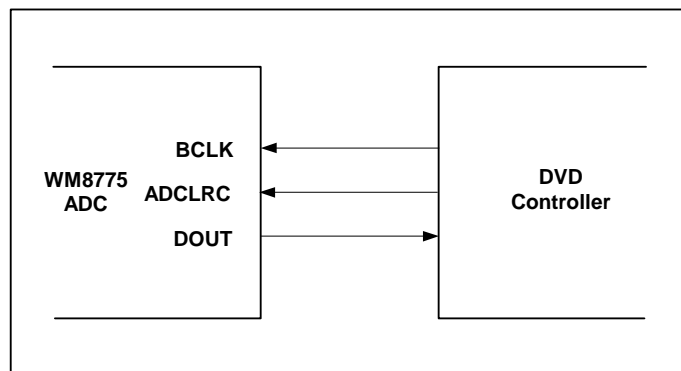 WM8775
ADC
BCLK
ADCLRC
DOUT
DVD
Controller